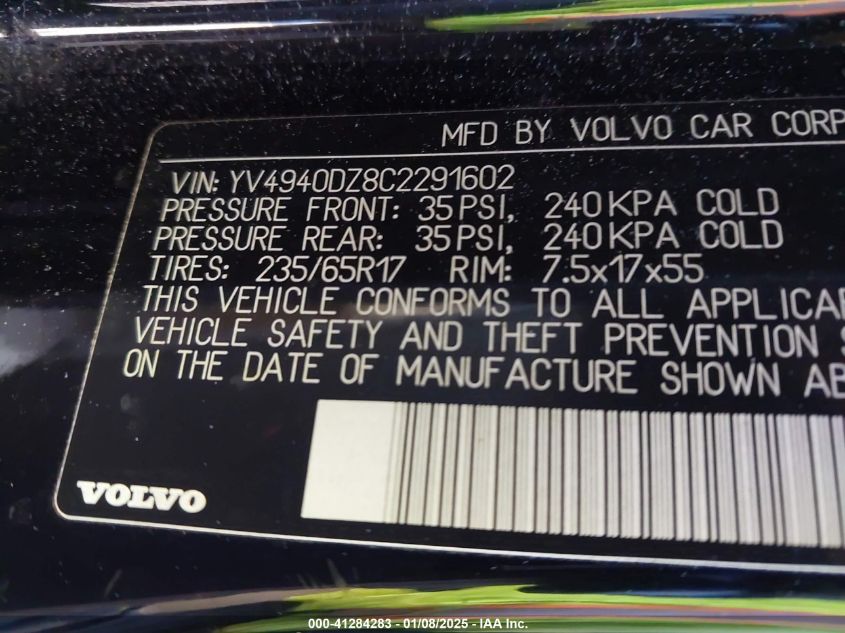 MFD BY VOLVO CAR CORP
VIN: YV4940DZ8C2291602
PRESSURE FRONT: 35 PSI, 240 KPA COLD
PRESSURE REAR: 35 PSI, 240 KPA COLD
TIRES: 235/65R17 RIM: 7.5x17x55
THIS VEHICLE CONFORMS TO ALL APPLICA
VEHICLE SAFETY AND THEFT PREVENTION S
ON THE DATE OF MANUFACTURE SHOWN AB
VOLVO
000-41284283 - 01/08/2025 - IAA Inc.